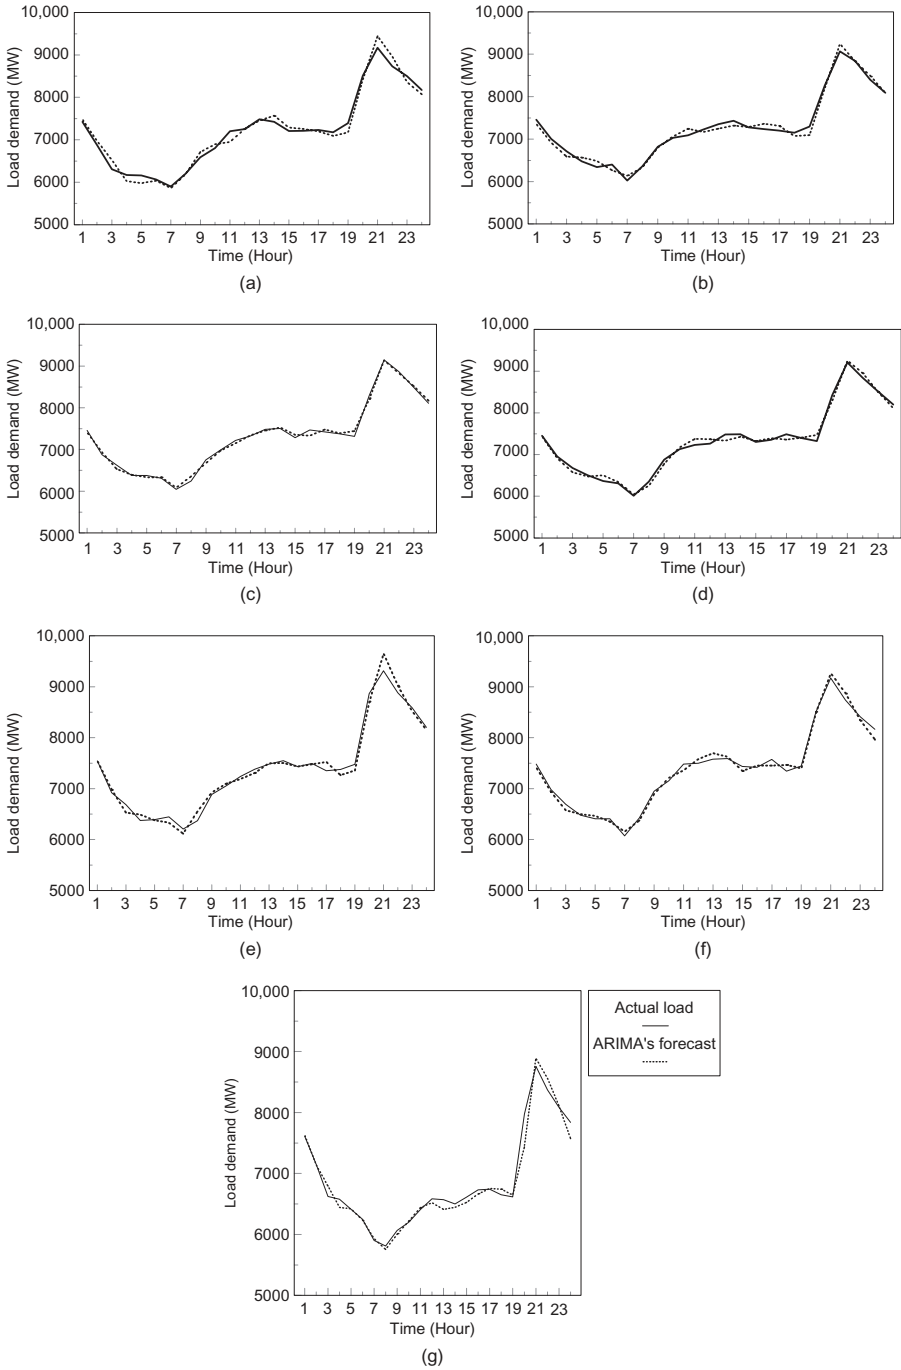 10,000
9000
8000
7000
6000
5000
Load demand (MW)
1 3 5 7 9 11 13 15 17 19 21 23
Time (Hour)
(a)
10,000
9000
8000
7000
6000
5000
Load demand (MW)
1 3 5 7 9 11 13 15 17 19 21 23
Time (Hour)
(b)
10,000
9000
8000
7000
6000
5000
Load demand (MW)
1 3 5 7 9 11 13 15 17 19 21 23
Time (Hour)
(c)
10,000
9000
8000
7000
6000
5000
Load demand (MW)
1 3 5 7 9 11 13 15 17 19 21 23
Time (Hour)
(d)
10,000
9000
8000
7000
6000
5000
Load demand (MW)
1 3 5 7 9 11 13 15 17 19 21 23
Time (Hour)
(e)
10,000
9000
8000
7000
6000
5000
Load demand (MW)
1 3 5 7 9 11 13 15 17 19 21 23
Time (Hour)
(f)
10,000
9000
8000
7000
6000
5000
Load demand (MW)
1 3 5 7 9 11 13 15 17 19 21 23
Time (Hour)
(g)
Actual load
ARIMA's forecast